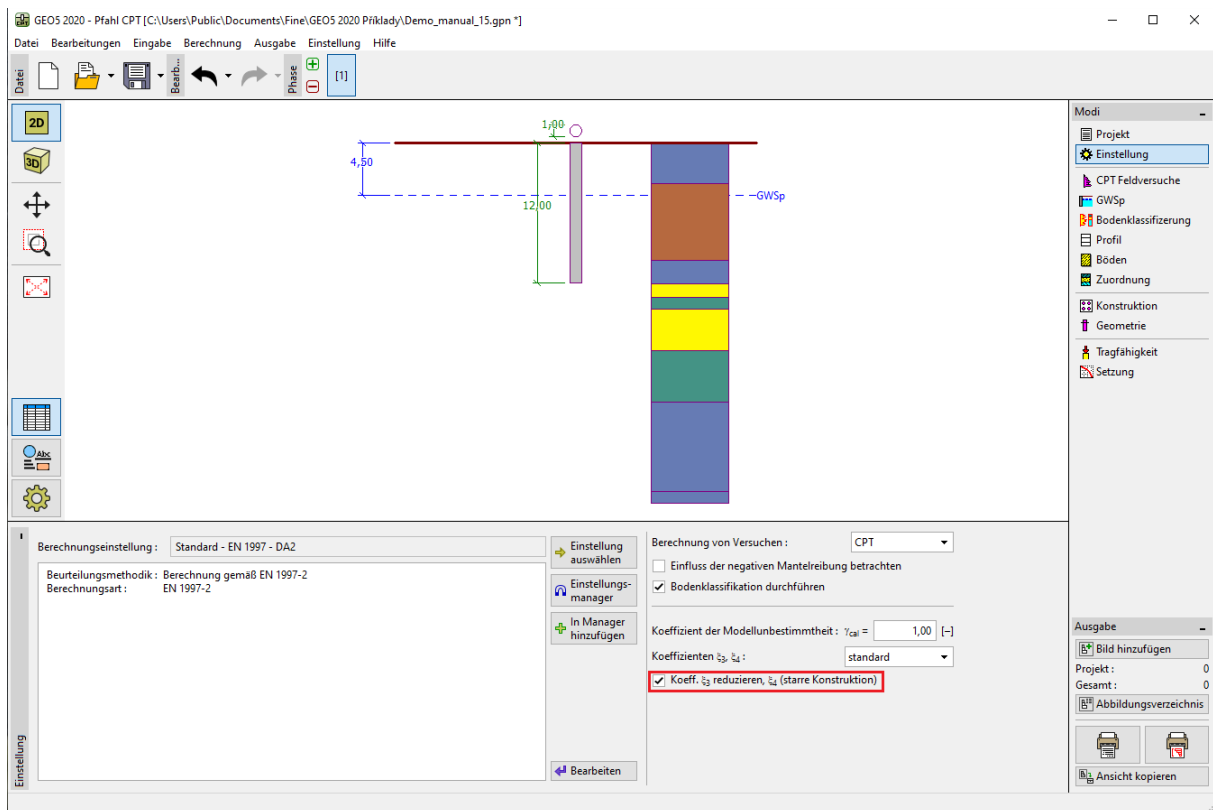 GEO5 2020 - Pfahl CPT [C:\Users\Public\Documents\Fine\GEO5 2020 Příklady\Demo_manual_15.gpn *]
Datei Bearbeitungen Eingabe Berechnung Ausgabe Einstellung Hilfe
Datei
Bearb...
Phase
[1]
2D
3D
Abc
1,00
4,50
12,00
GWSp
Modi
Projekt
Einstellung
CPT Feldversuche
GWSp
Bodenklassifizerung
Profil
Böden
Zuordnung
Konstruktion
Geometrie
Tragfähigkeit
Setzung
Einstellung
Berechnungseinstellung : Standard - EN 1997 - DA2
Beurteilungsmethodik : Berechnung gemäß EN 1997-2
Berechnungsart : EN 1997-2
Einstellung
auswählen
Einstellungs-
manager
In Manager
hinzufügen
Bearbeiten
Berechnung von Versuchen : CPT
Einfluss der negativen Mantelreibung betrachten
Bodenklassifikation durchführen
Koeffizient der Modellunbestimmtheit : γcal = 1,00 [–]
Koeffizienten ξ3, ξ4 : standard
Koeff. ξ3 reduzieren, ξ4 (starre Konstruktion)
Ausgabe
Bild hinzufügen
Projekt : 0
Gesamt : 0
Abbildungsverzeichnis
Ansicht kopieren